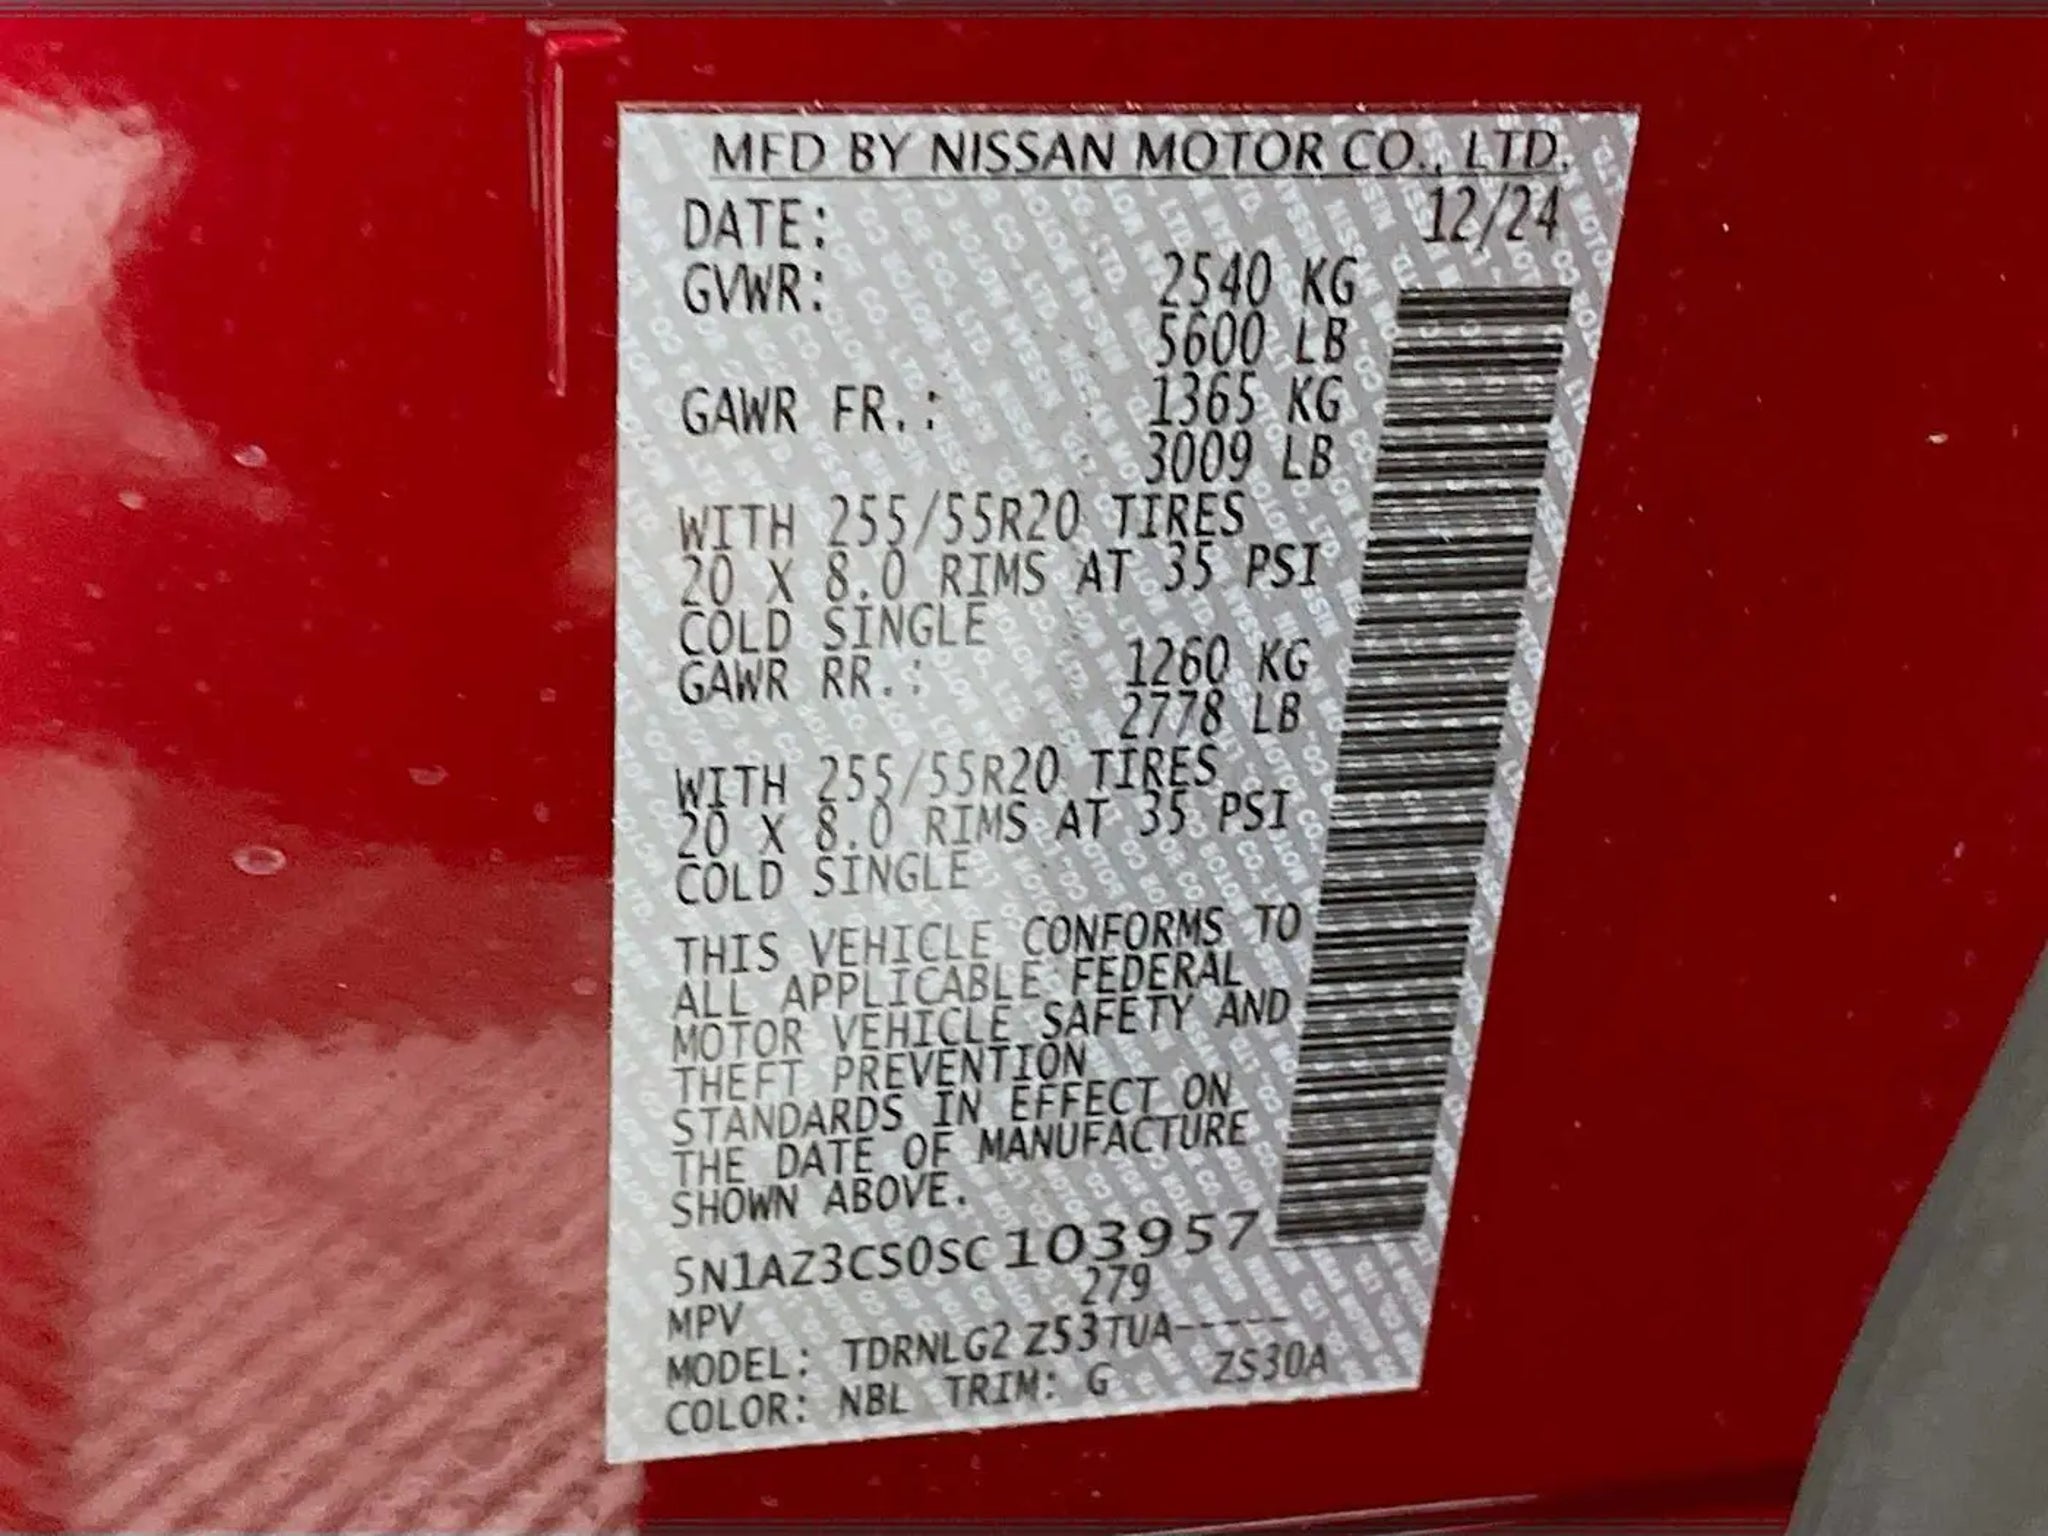 MFD BY NISSAN MOTOR CO., LTD.
DATE: 12/24
GVWR: 2540 KG
5600 LB
GAWR FR.: 1365 KG
3009 LB
WITH 255/55R20 TIRES
20 X 8.0 RIMS AT 35 PSI
COLD SINGLE
GAWR RR.: 1260 KG
2778 LB
WITH 255/55R20 TIRES
20 X 8.0 RIMS AT 35 PSI
COLD SINGLE
THIS VEHICLE CONFORMS TO
ALL APPLICABLE FEDERAL
MOTOR VEHICLE SAFETY AND
THEFT PREVENTION
STANDARDS IN EFFECT ON
THE DATE OF MANUFACTURE
SHOWN ABOVE.
5N1AZ3CS0SC103957
MPV 279
MODEL: TDRNLG2 Z53TUA-----
COLOR: NBL TRIM: G ZS30A